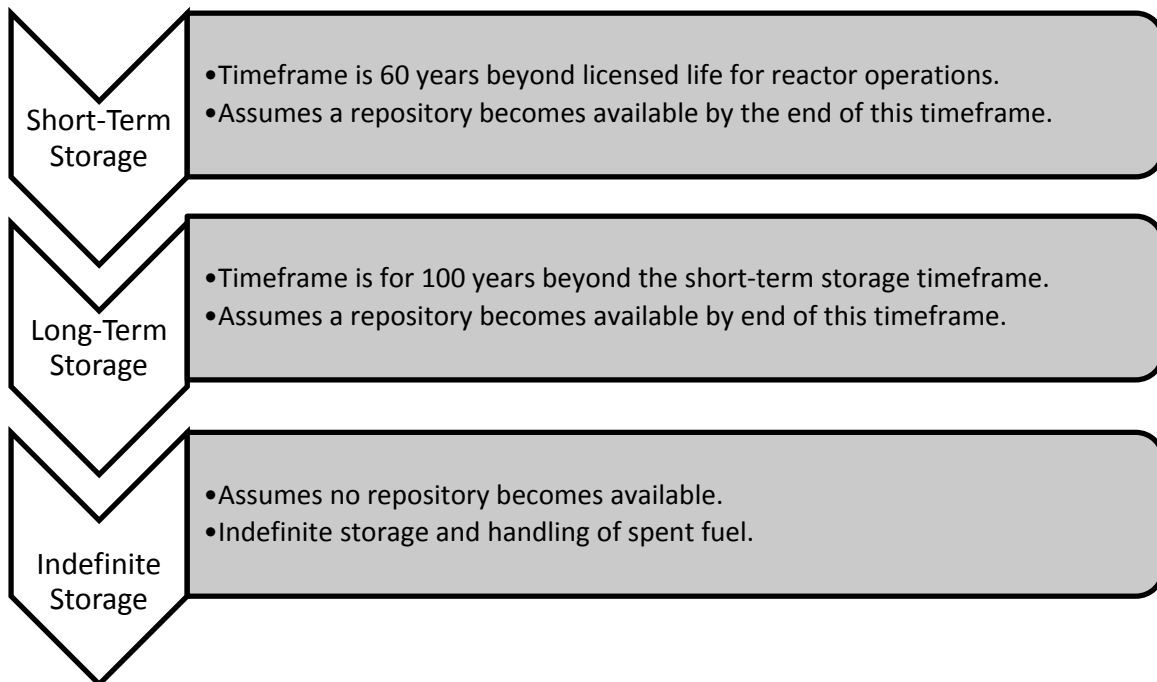 Short-Term
Storage
•Timeframe is 60 years beyond licensed life for reactor operations.
•Assumes a repository becomes available by the end of this timeframe.
Long-Term
Storage
•Timeframe is for 100 years beyond the short-term storage timeframe.
•Assumes a repository becomes available by end of this timeframe.
Indefinite
Storage
•Assumes no repository becomes available.
•Indefinite storage and handling of spent fuel.